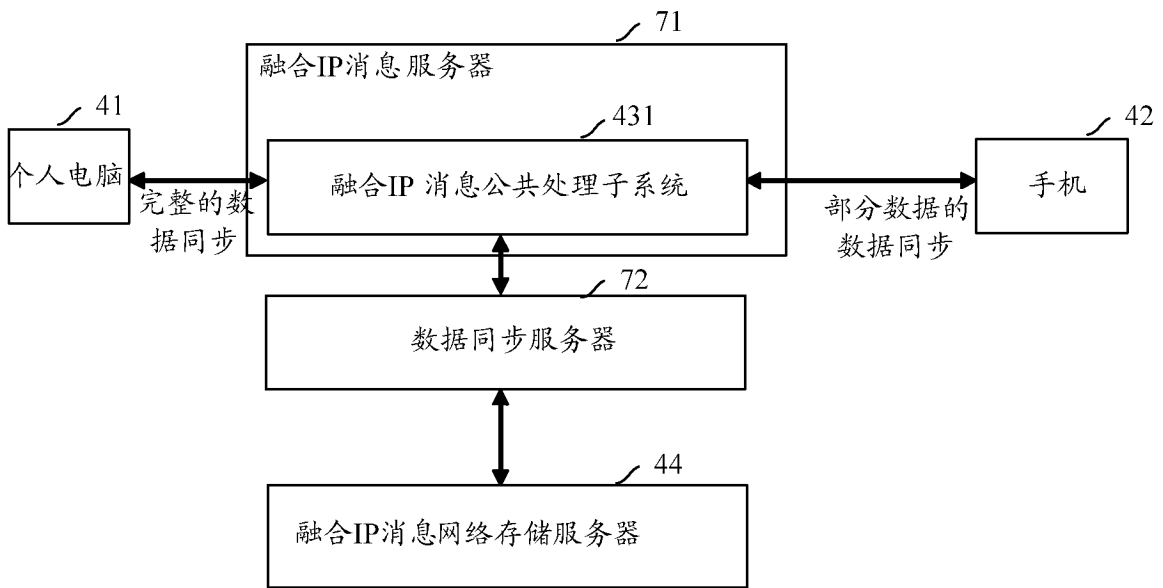 71
融合IP消息服务器
41
个人电脑
431
融合IP 消息公共处理子系统
42
手机
完整的数
据同步
部分数据的
数据同步
72
数据同步服务器
44
融合IP消息网络存储服务器